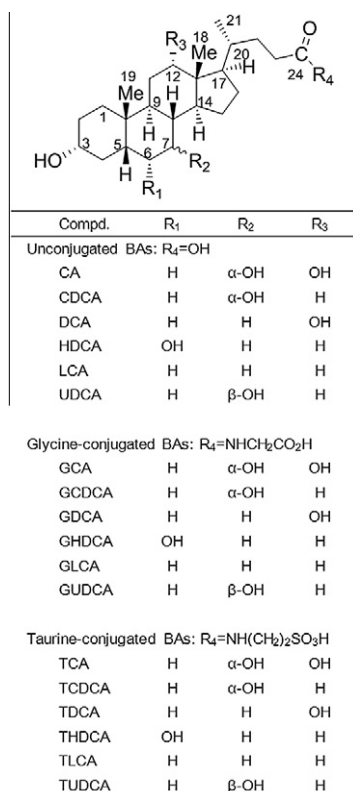 21
R₃ 18 Me 20 O
19 12 17 24 R₄
Me
1 9 14
3 5 7
HO 6 R₂
R₁
Compd. R₁ R₂ R₃
Unconjugated BAs: R₄=OH
CA H α-OH OH
CDCA H α-OH H
DCA H H OH
HDCA OH H H
LCA H H H
UDCA H β-OH H
Glycine-conjugated BAs: R₄=NHCH₂CO₂H
GCA H α-OH OH
GCDCA H α-OH H
GDCA H H OH
GHDCA OH H H
GLCA H H H
GUDCA H β-OH H
Taurine-conjugated BAs: R₄=NH(CH₂)₂SO₃H
TCA H α-OH OH
TCDCA H α-OH H
TDCA H H OH
THDCA OH H H
TLCA H H H
TUDCA H β-OH H